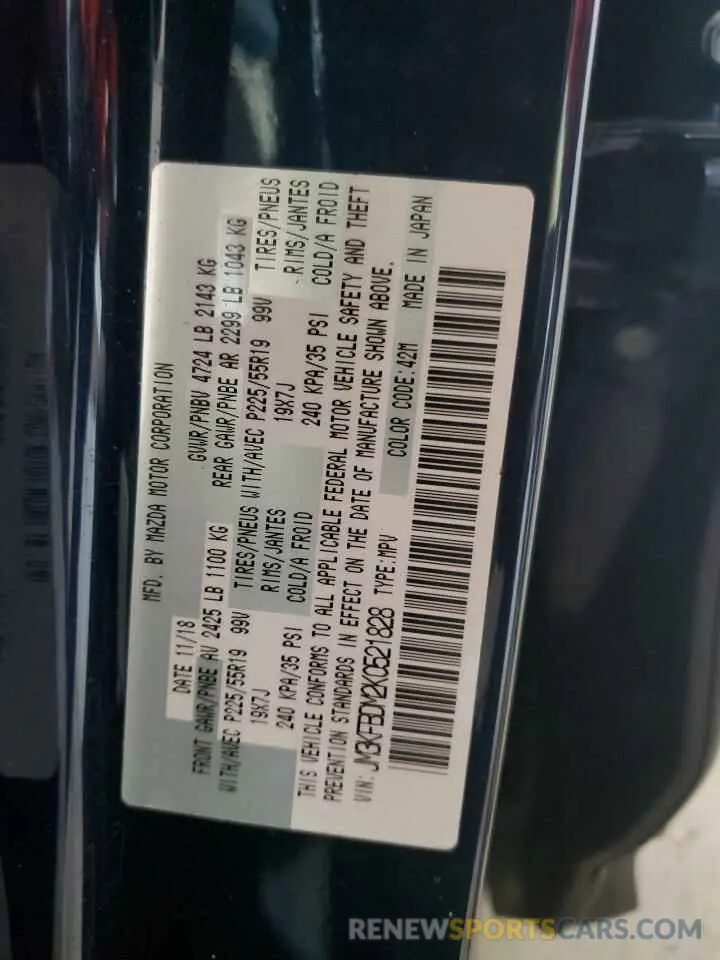 MFD. BY MAZDA MOTOR CORPORATION
DATE 11/18 GVWR/PNBV 4724 LB 2143 KG
FRONT GAWR/PNBE AV 2425 LB 1100 KG REAR GAWR/PNBE AR 2299 LB 1043 KG
WITH/AVEC P225/55R19 99V TIRES/PNEUS WITH/AVEC P225/55R19 99V TIRES/PNEUS
19X7J RIMS/JANTES 19X7J RIMS/JANTES
240 KPA/35 PSI COLD/A FROID 240 KPA/35 PSI COLD/A FROID
THIS VEHICLE CONFORMS TO ALL APPLICABLE FEDERAL MOTOR VEHICLE SAFETY AND THEFT
PREVENTION STANDARDS IN EFFECT ON THE DATE OF MANUFACTURE SHOWN ABOVE.
VIN: JM3KFBDM2K0521828 TYPE:MPV COLOR CODE:42M MADE IN JAPAN
RENEWSPORTSCARS.COM